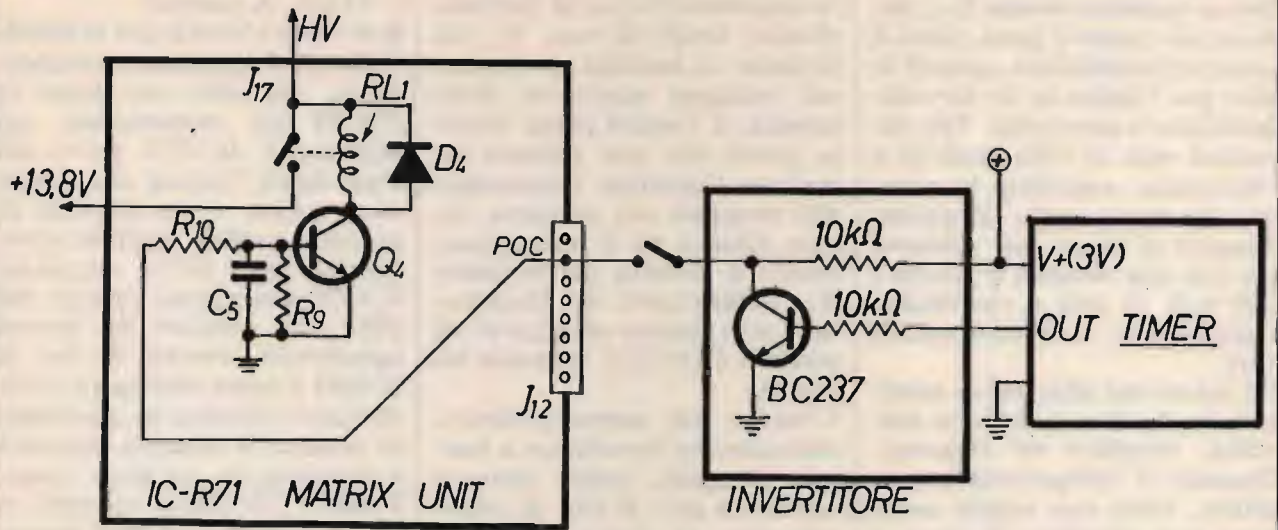 HV
J17
RL1
D4
+13,8V
R10
Q4
C5
R9
POC
J12
IC-R71 MATRIX UNIT
10kΩ
10kΩ
BC237
INVERTITORE
V+(3V)
OUT TIMER